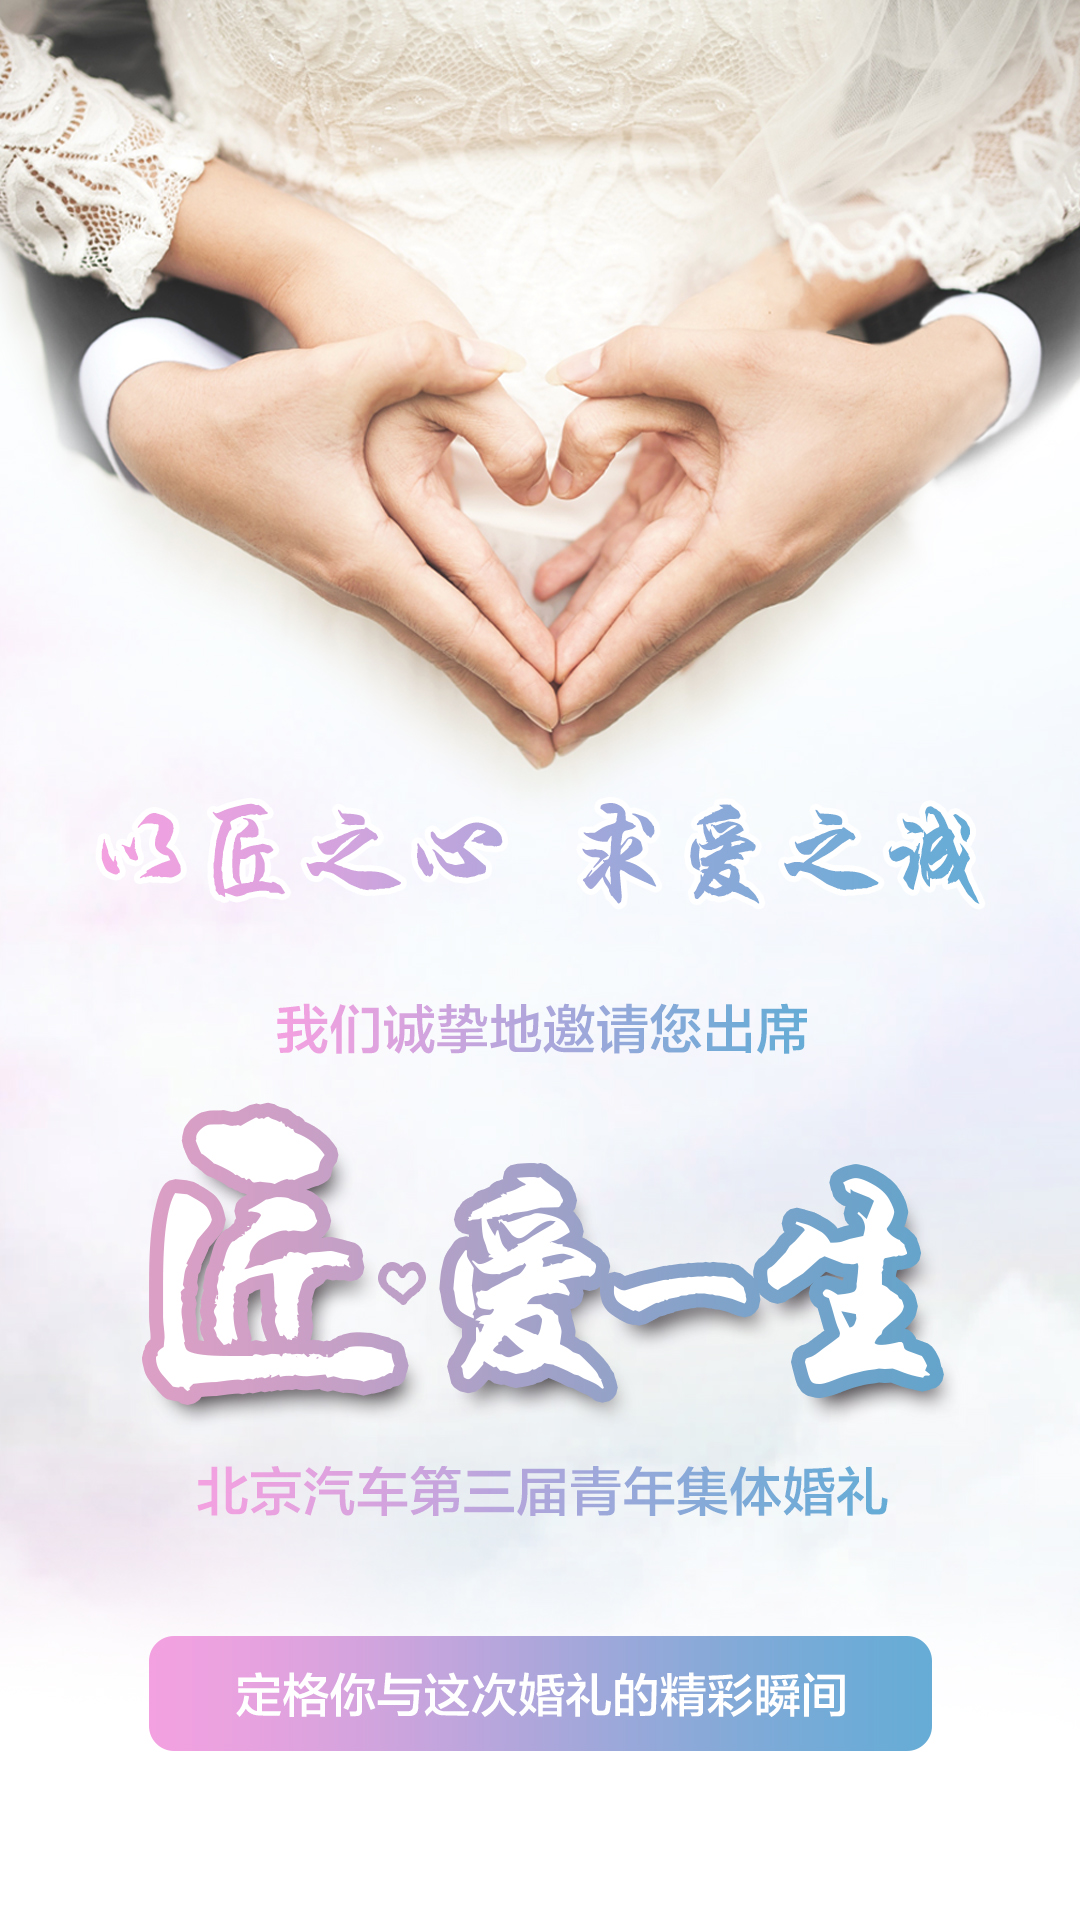 以匠之心 求爱之诚
我们诚挚地邀请您出席
匠·爱一生
北京汽车第三届青年集体婚礼
定格你与这次婚礼的精彩瞬间